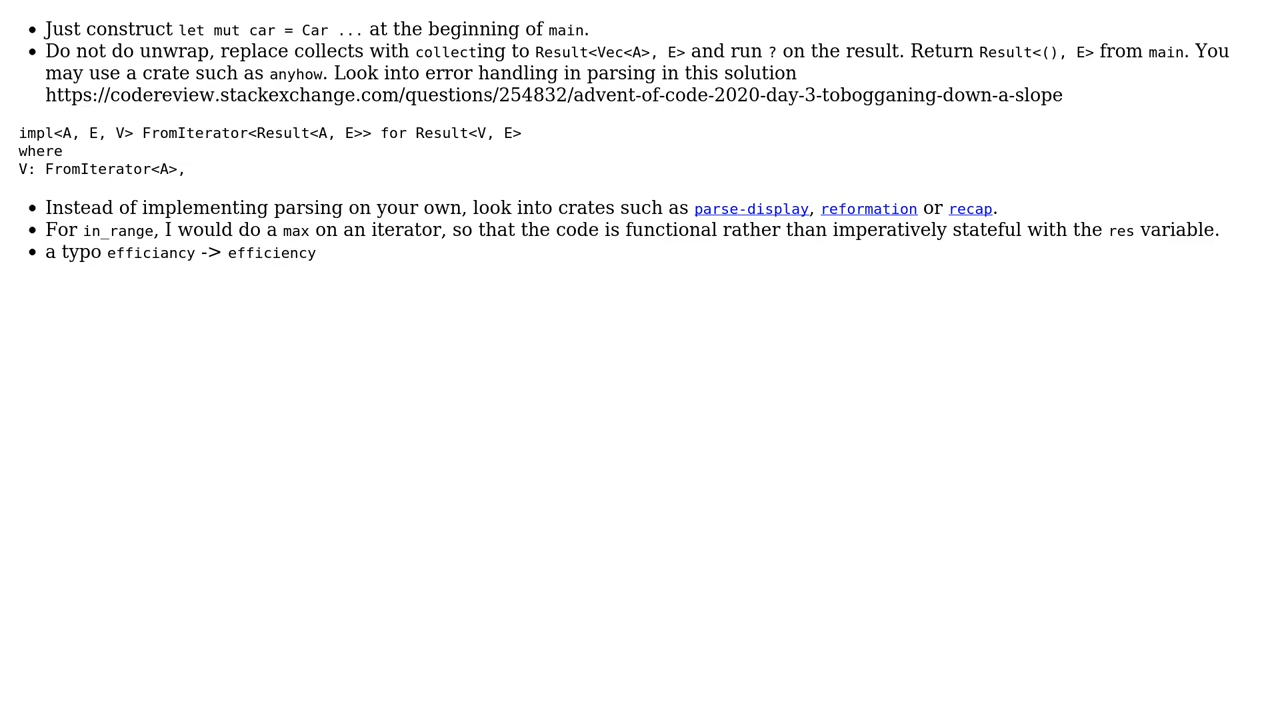 • Just construct let mut car = Car ... at the beginning of main.
• Do not do unwrap, replace collects with collecting to Result<Vec<A>, E> and run ? on the result. Return Result<(), E> from main. You
may use a crate such as anyhow. Look into error handling in parsing in this solution
https://codereview.stackexchange.com/questions/254832/advent-of-code-2020-day-3-tobogganing-down-a-slope
impl<A, E, V> FromIterator<Result<A, E>> for Result<V, E>
where
V: FromIterator<A>,
• Instead of implementing parsing on your own, look into crates such as parse-display, reformation or recap.
• For in_range, I would do a max on an iterator, so that the code is functional rather than imperatively stateful with the res variable.
• a typo efficiancy -> efficiency